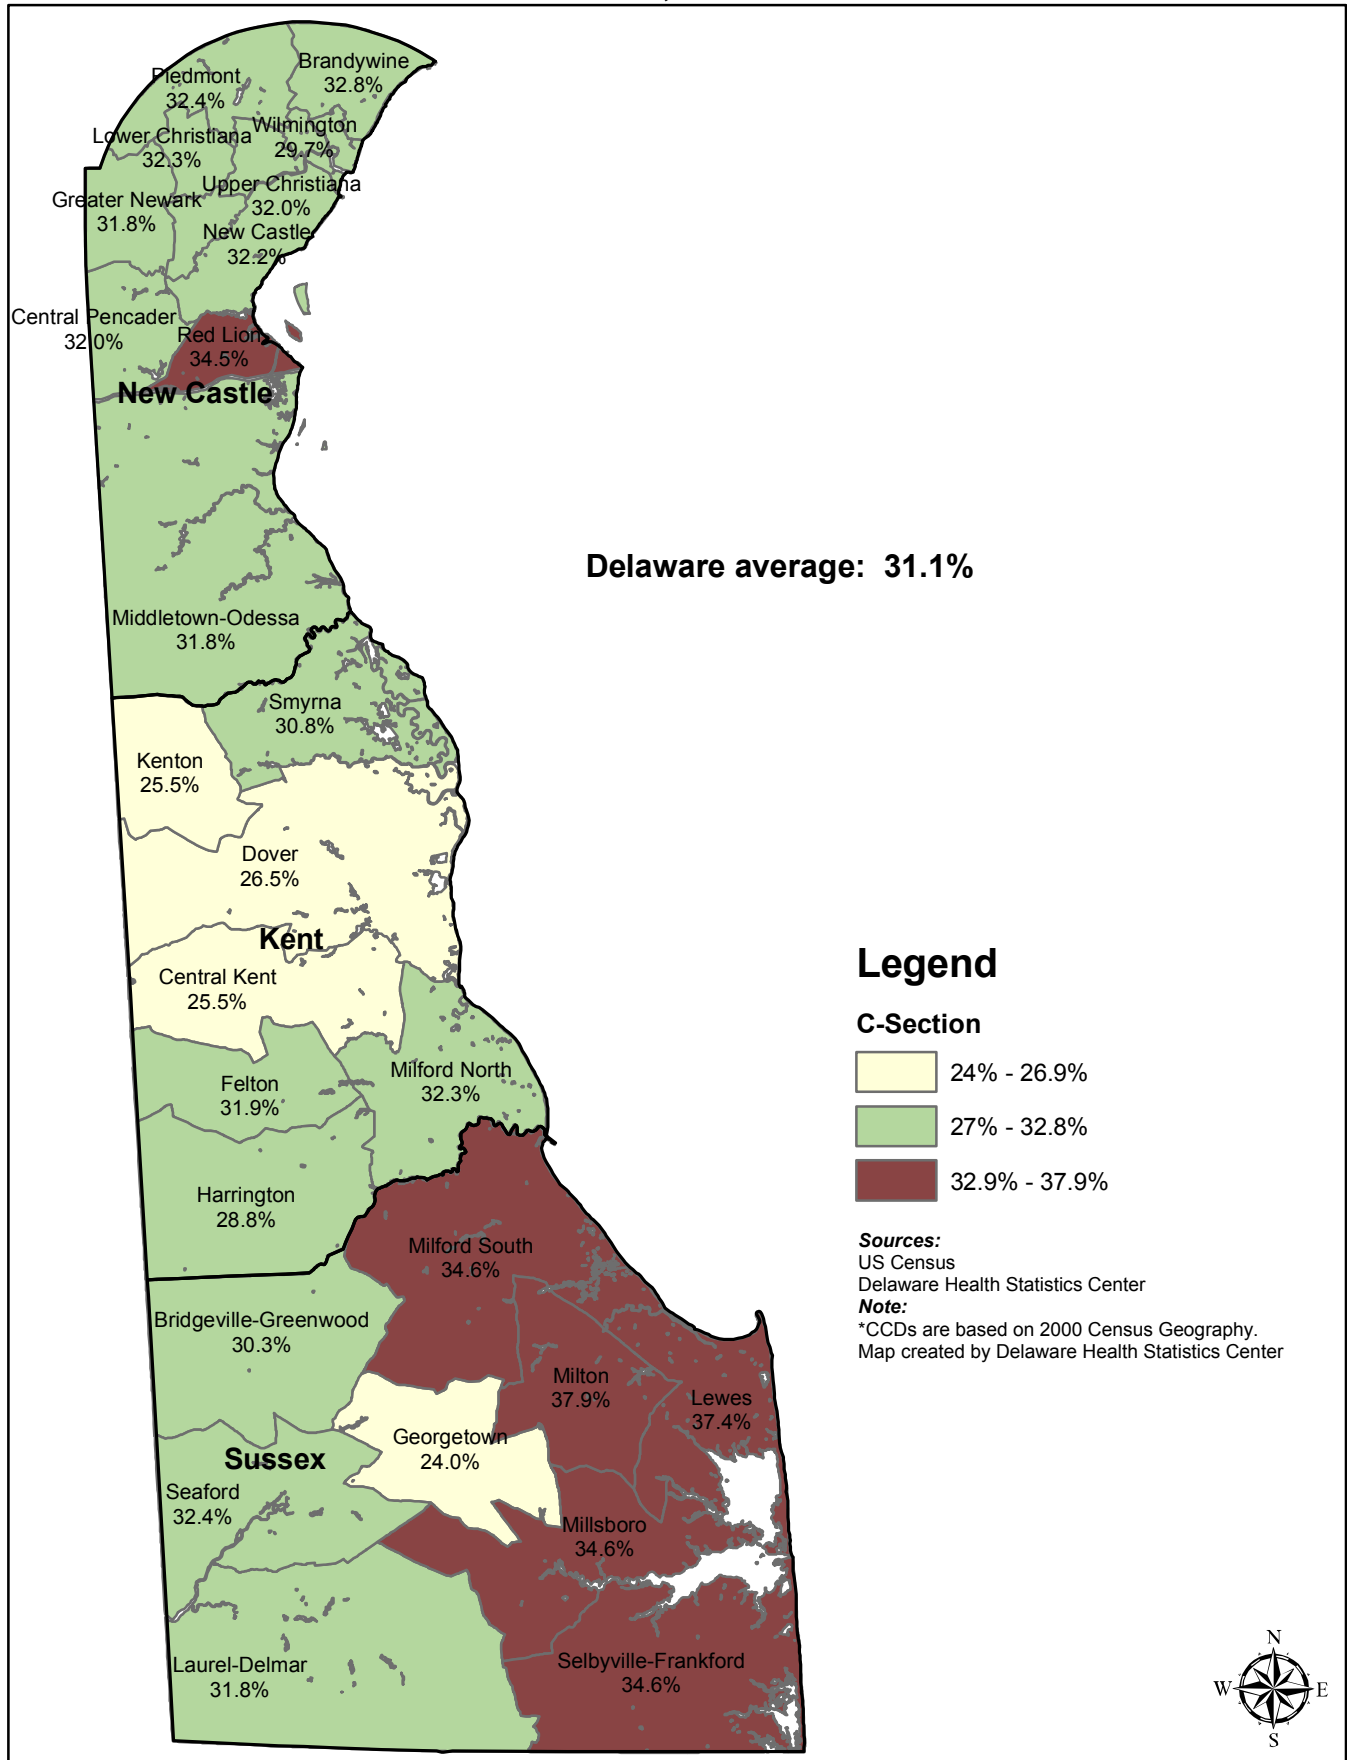 Brandywine
32.8%
Piedmont
32.4%
Wilmington
29.7%
Lower Christiana
32.3%
Upper Christiana
32.0%
Greater Newark
31.8%
New Castle
32.2%
Central Pencader
32.0%
Red Lion
34.5%
New Castle
Delaware average: 31.1%
Middletown-Odessa
31.8%
Smyrna
30.8%
Kenton
25.5%
Dover
26.5%
Kent
Central Kent
25.5%
Felton
31.9%
Milford North
32.3%
Harrington
28.8%
Milford South
34.6%
Bridgeville-Greenwood
30.3%
Milton
37.9%
Lewes
37.4%
Georgetown
24.0%
Sussex
Seaford
32.4%
Millsboro
34.6%
Laurel-Delmar
31.8%
Selbyville-Frankford
34.6%
Legend
C-Section
24% - 26.9%
27% - 32.8%
32.9% - 37.9%
Sources:
US Census
Delaware Health Statistics Center
Note:
*CCDs are based on 2000 Census Geography.
Map created by Delaware Health Statistics Center
N
W E
S